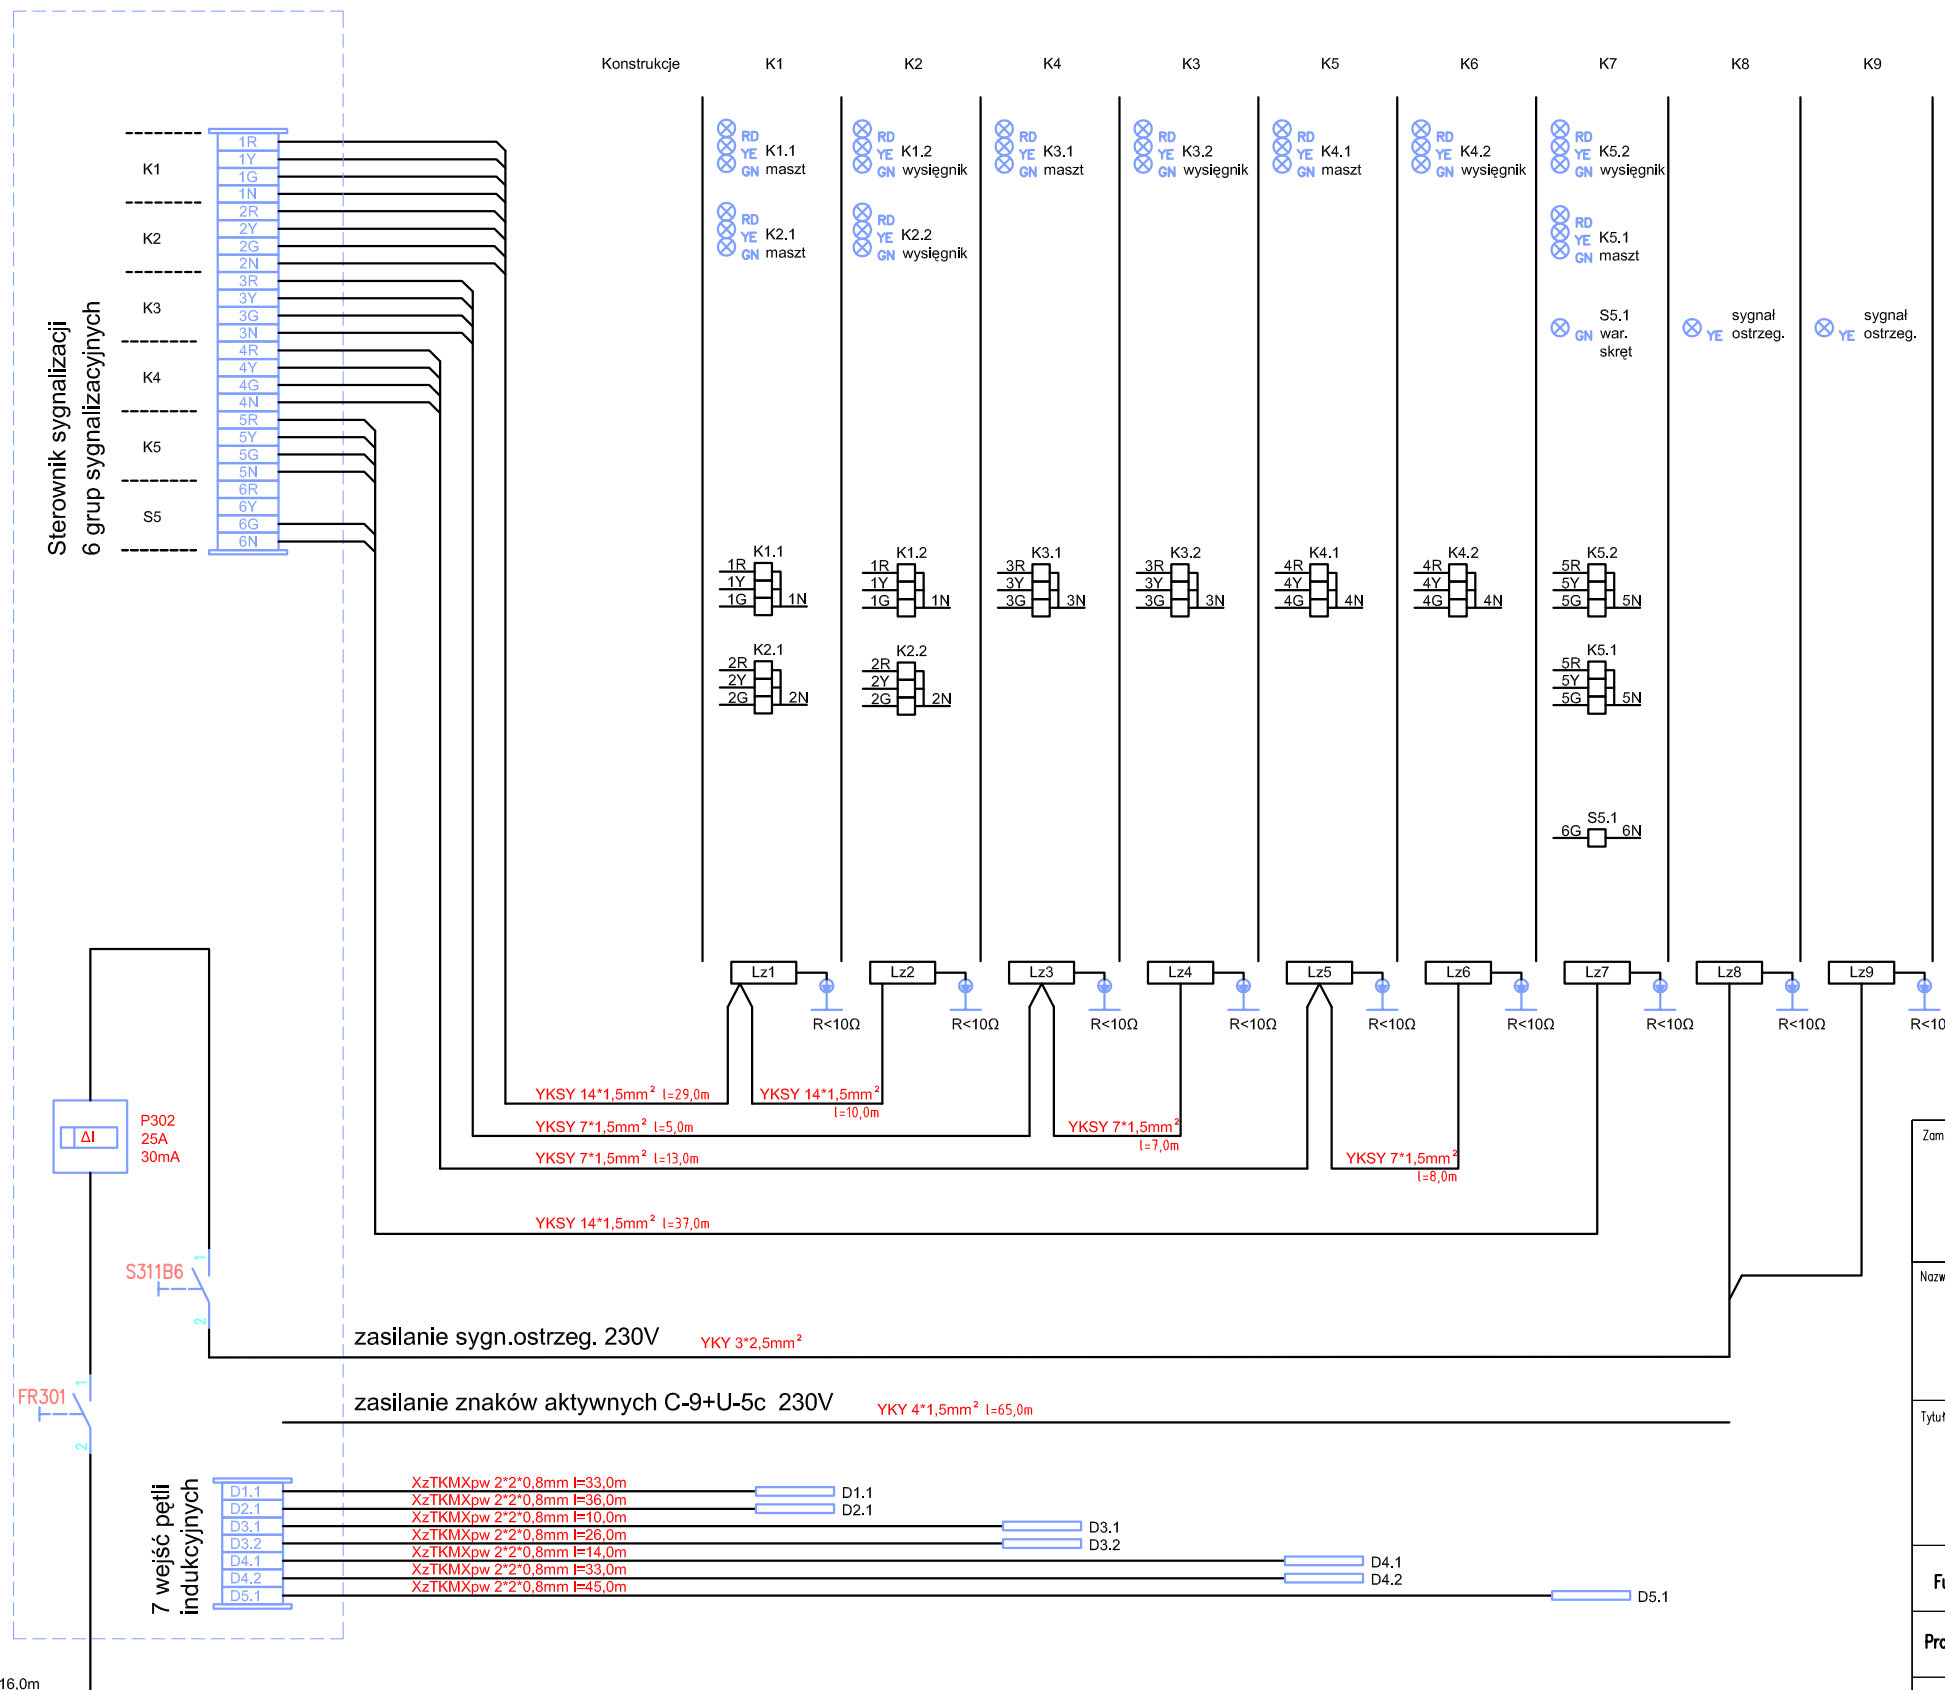 Konstrukcje K1 K2 K4 K3 K5 K6 K7 K8 K9
Sterownik sygnalizacji
6 grup sygnalizacyjnych
K1
K2
K3
K4
K5
S5
1R
1Y
1G
1N
2R
2Y
2G
2N
3R
3Y
3G
3N
4R
4Y
4G
4N
5R
5Y
5G
5N
6R
6Y
6G
6N
RD
YE K1.1
GN maszt
RD
YE K2.1
GN maszt
RD
YE K1.2
GN wysięgnik
RD
YE K2.2
GN wysięgnik
RD
YE K3.1
GN maszt
RD
YE K3.2
GN wysięgnik
RD
YE K4.1
GN maszt
RD
YE K4.2
GN wysięgnik
RD
YE K5.2
GN wysięgnik
RD
YE K5.1
GN maszt
S5.1
GN war.
skręt
sygnał
YE ostrzeg.
sygnał
YE ostrzeg.
K1.1
1R
1Y
1G 1N
K2.1
2R
2Y
2G 2N
K1.2
1R
1Y
1G 1N
K2.2
2R
2Y
2G 2N
K3.1
3R
3Y
3G 3N
K3.2
3R
3Y
3G 3N
K4.1
4R
4Y
4G 4N
K4.2
4R
4Y
4G 4N
K5.2
5R
5Y
5G 5N
K5.1
5R
5Y
5G 5N
S5.1
6G 6N
Lz1 Lz2 Lz3 Lz4 Lz5 Lz6 Lz7 Lz8 Lz9
R<10Ω R<10Ω R<10Ω R<10Ω R<10Ω R<10Ω R<10Ω R<10Ω R<10
YKSY 14*1,5mm² l=29,0m
YKSY 14*1,5mm²
l=10,0m
YKSY 7*1,5mm² l=5,0m
YKSY 7*1,5mm²
l=7,0m
YKSY 7*1,5mm² l=13,0m
YKSY 7*1,5mm²
l=8,0m
YKSY 14*1,5mm² l=37,0m
ΔI
P302
25A
30mA
S311B6
1
2
FR301
1
2
zasilanie sygn.ostrzeg. 230V YKY 3*2,5mm²
zasilanie znaków aktywnych C-9+U-5c 230V YKY 4*1,5mm² l=65,0m
7 wejść pętli
indukcyjnych
D1.1 XzTKMXpw 2*2*0,8mm l=33,0m D1.1
D2.1 XzTKMXpw 2*2*0,8mm l=36,0m D2.1
D3.1 XzTKMXpw 2*2*0,8mm l=10,0m D3.1
D3.2 XzTKMXpw 2*2*0,8mm l=26,0m D3.2
D4.1 XzTKMXpw 2*2*0,8mm l=14,0m D4.1
D4.2 XzTKMXpw 2*2*0,8mm l=33,0m D4.2
D5.1 XzTKMXpw 2*2*0,8mm l=45,0m D5.1
16,0m
Zam
Nazw
Tytuł
Fu
Pro